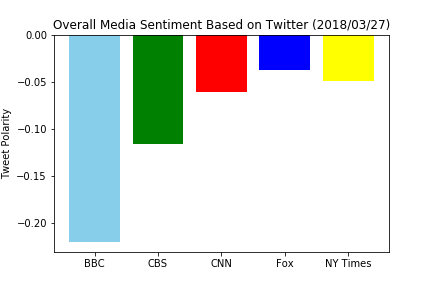 Overall Media Sentiment Based on Twitter (2018/03/27)
0.00
−0.05
−0.10
−0.15
−0.20
Tweet Polarity
BBC CBS CNN Fox NY Times